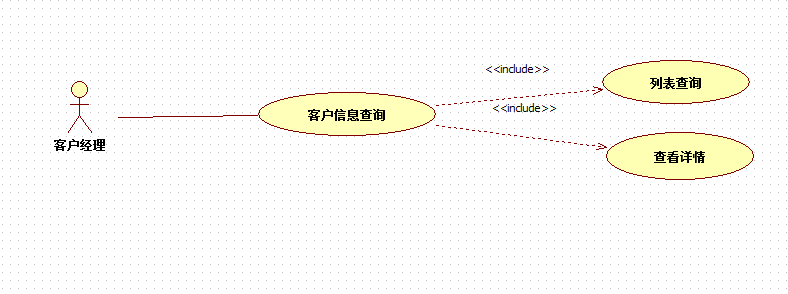 <<include>>
列表查询
<<include>>
客户信息查询
客户经理
查看详情